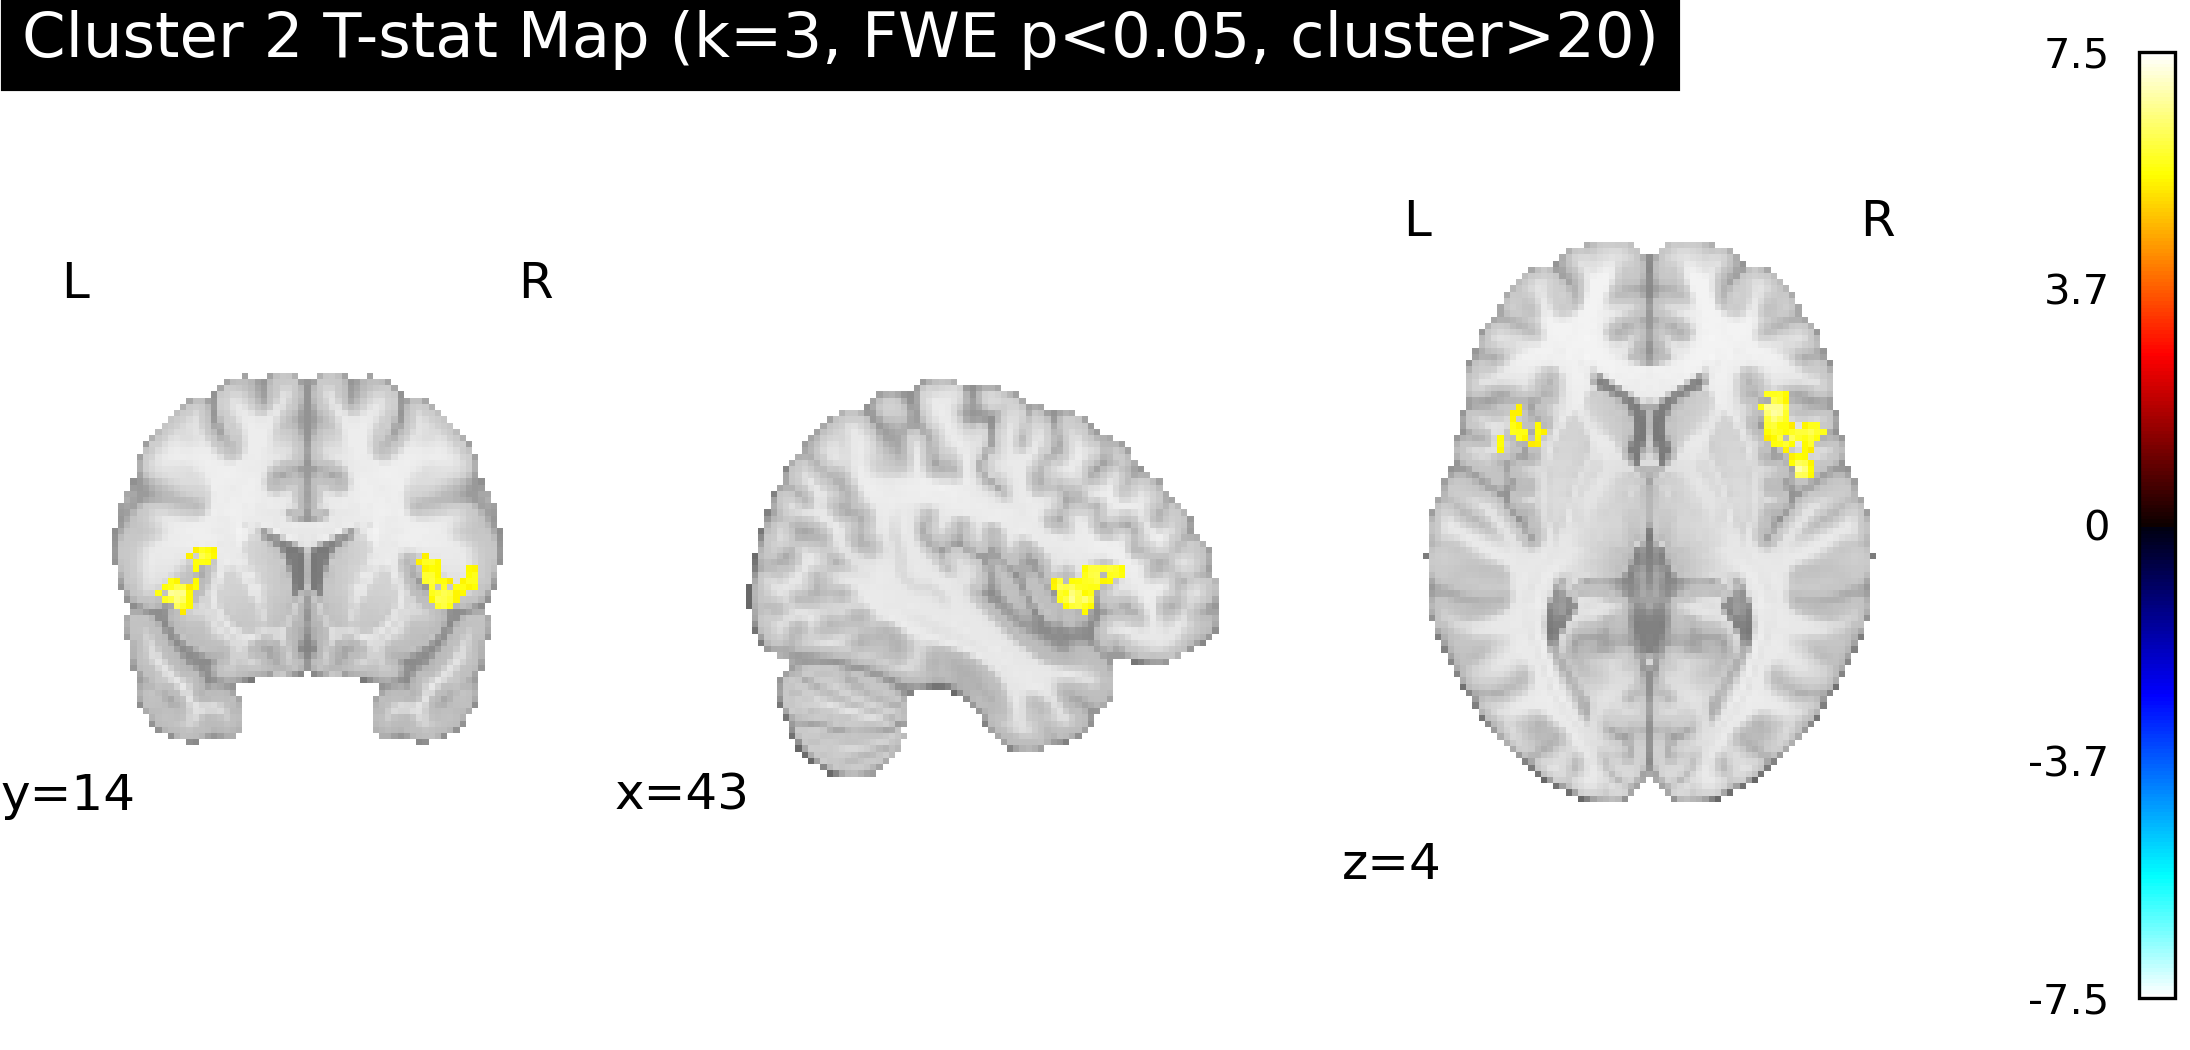 Cluster 2 T-stat Map (k=3, FWE p<0.05, cluster>20)
L R
y=14
x=43
L R
z=4
7.5
3.7
0
-3.7
-7.5